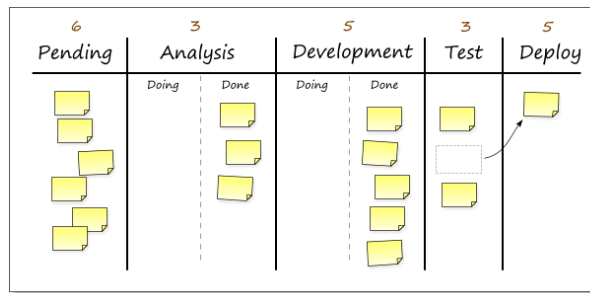 6 3 5 3 5
Pending Analysis Development Test Deploy
Doing Done Doing Done